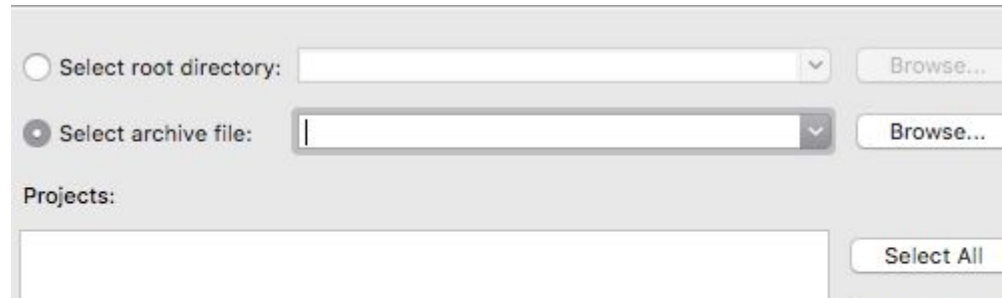 Select root directory: Browse...
Select archive file: Browse...
Projects:
Select All